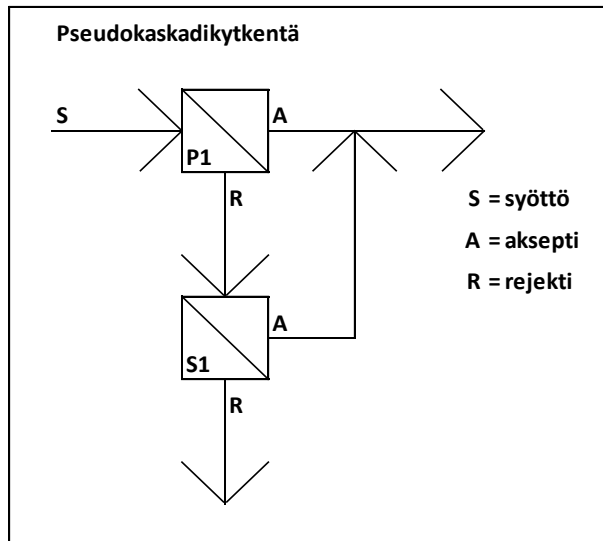 Pseudokaskadikytkentä
S
A
P1
R
S = syöttö
A = aksepti
R = rejekti
A
S1
R